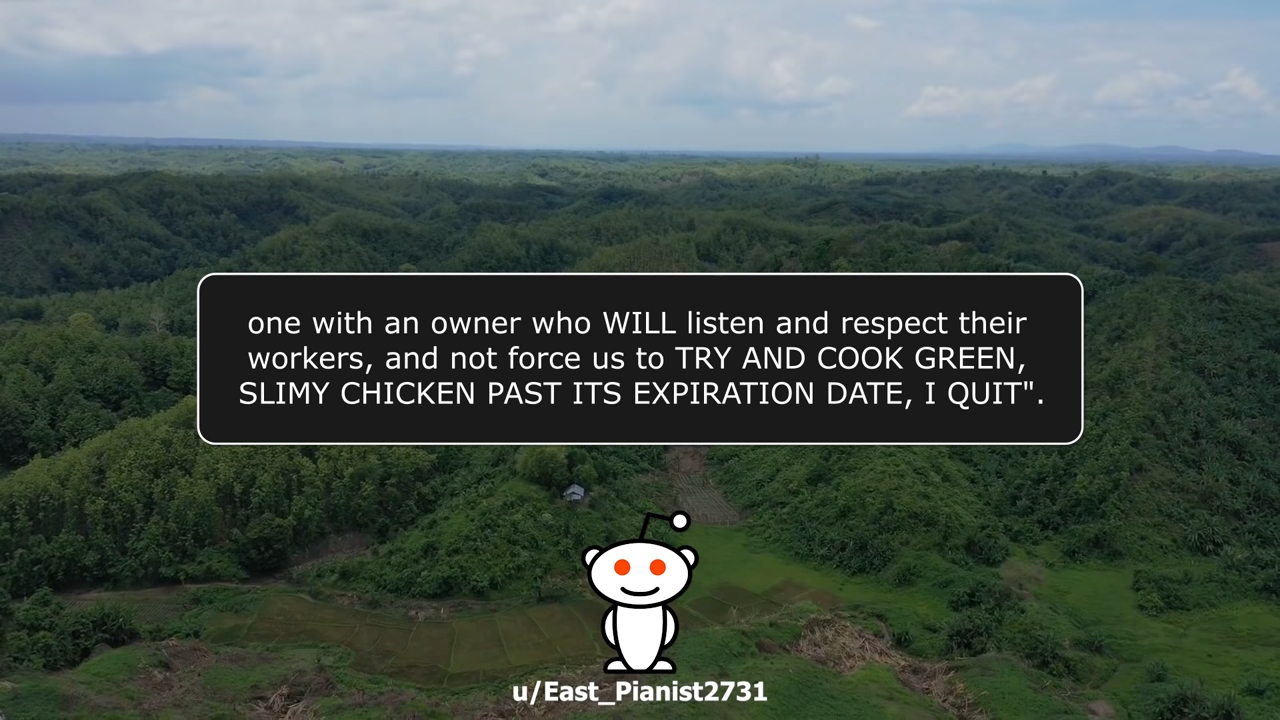 one with an owner who WILL listen and respect their
workers, and not force us to TRY AND COOK GREEN,
SLIMY CHICKEN PAST ITS EXPIRATION DATE, I QUIT".
u/East_Pianist2731